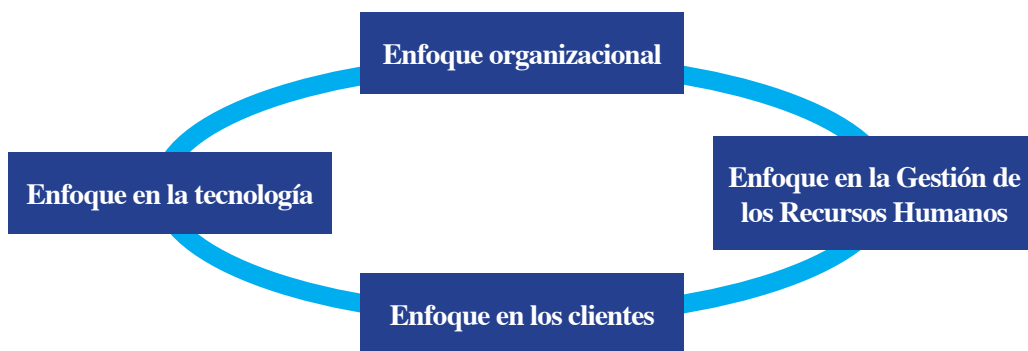 Enfoque organizacional
Enfoque en la tecnología
Enfoque en la Gestión de
los Recursos Humanos
Enfoque en los clientes